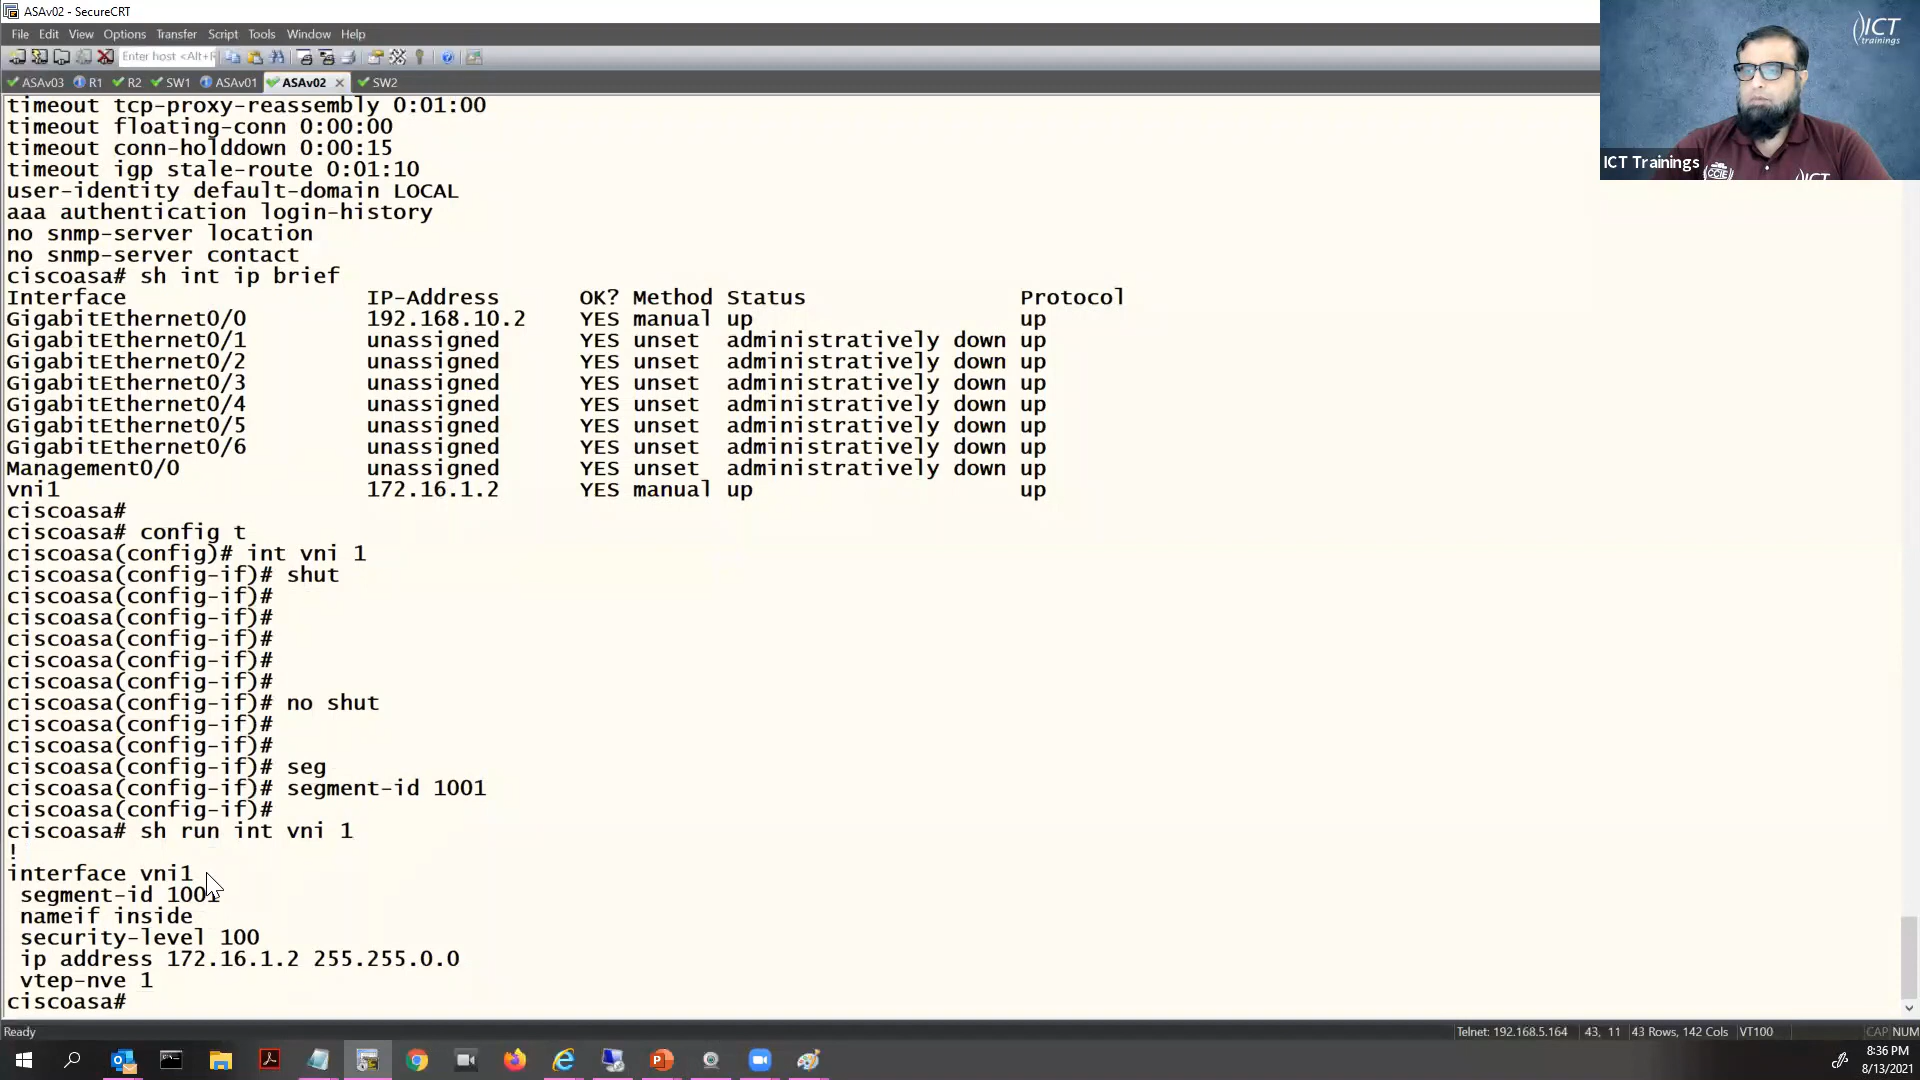 ASAv02 - SecureCRT
File Edit View Options Transfer Script Tools Window Help
Enter host <Alt+R
ASAv03 R1 R2 SW1 ASAv01 ASAv02 SW2
timeout tcp-proxy-reassembly 0:01:00
timeout floating-conn 0:00:00
timeout conn-holddown 0:00:15
timeout igp stale-route 0:01:10
user-identity default-domain LOCAL
aaa authentication login-history
no snmp-server location
no snmp-server contact
ciscoasa# sh int ip brief
Interface IP-Address OK? Method Status Protocol
GigabitEthernet0/0 192.168.10.2 YES manual up up
GigabitEthernet0/1 unassigned YES unset administratively down up
GigabitEthernet0/2 unassigned YES unset administratively down up
GigabitEthernet0/3 unassigned YES unset administratively down up
GigabitEthernet0/4 unassigned YES unset administratively down up
GigabitEthernet0/5 unassigned YES unset administratively down up
GigabitEthernet0/6 unassigned YES unset administratively down up
Management0/0 unassigned YES unset administratively down up
vni1 172.16.1.2 YES manual up up
ciscoasa#
ciscoasa# config t
ciscoasa(config)# int vni 1
ciscoasa(config-if)# shut
ciscoasa(config-if)#
ciscoasa(config-if)#
ciscoasa(config-if)#
ciscoasa(config-if)#
ciscoasa(config-if)#
ciscoasa(config-if)# no shut
ciscoasa(config-if)#
ciscoasa(config-if)#
ciscoasa(config-if)# seg
ciscoasa(config-if)# segment-id 1001
ciscoasa(config-if)#
ciscoasa# sh run int vni 1
!
interface vni1
segment-id 1001
nameif inside
security-level 100
ip address 172.16.1.2 255.255.0.0
vtep-nve 1
ciscoasa#
Ready
Telnet: 192.168.5.164 43, 11 43 Rows, 142 Cols VT100 CAP NUM
8:36 PM
8/13/2021
ICT
trainings
ICT Trainings
CCIE
ICT